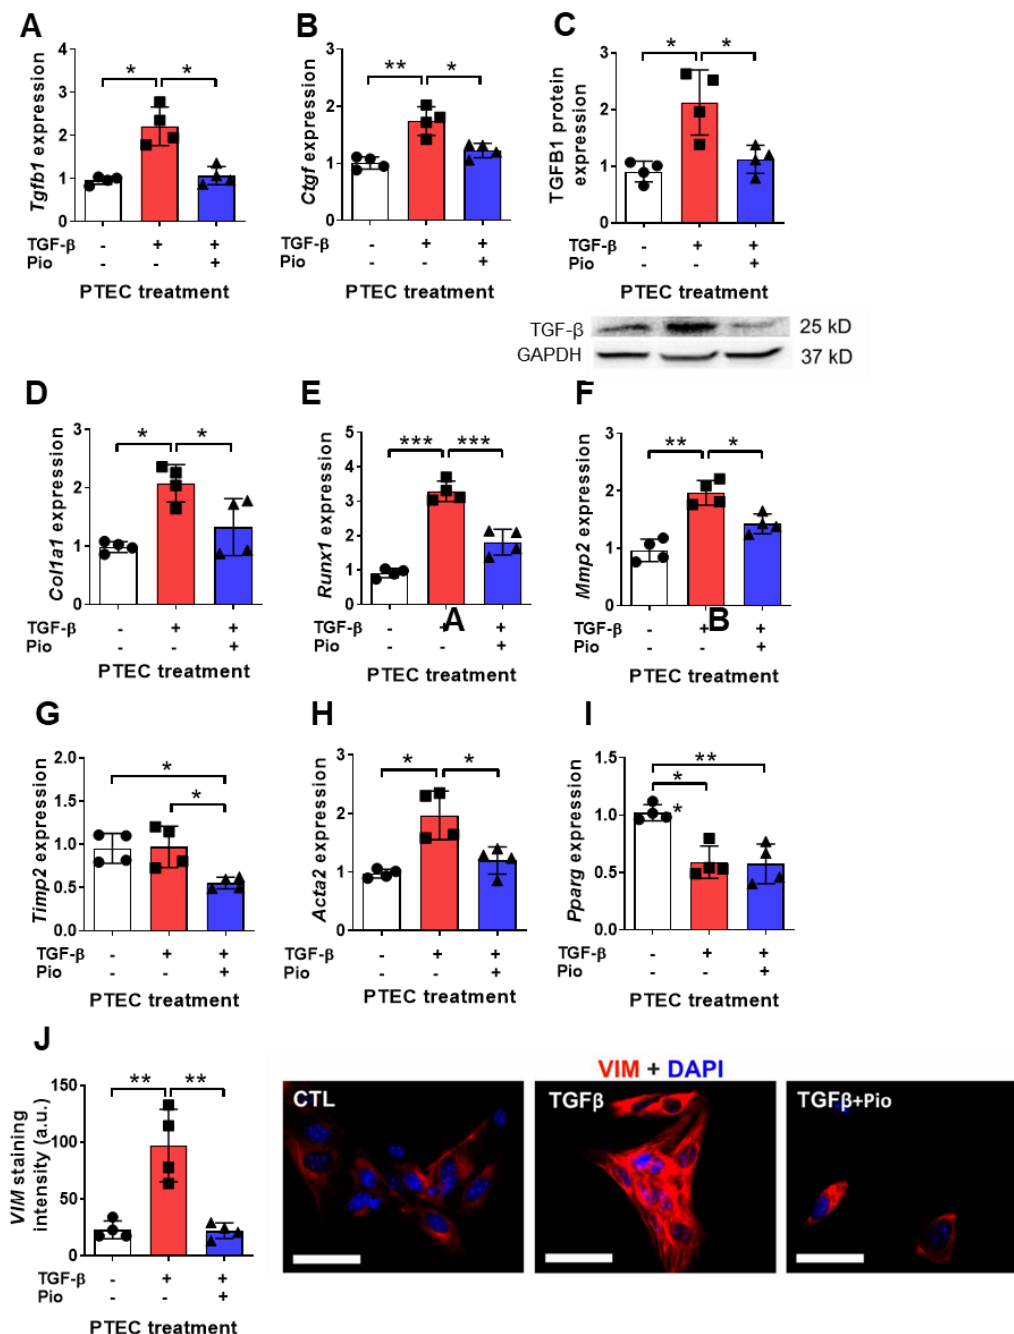 A
B
C
4
3
2
1
0
Tgfb1 expression
*
*
3
2
1
0
Ctgf expression
**
*
3
2
1
0
TGFB1 protein
expression
*
*
TGF-β - + +
Pio - - +
PTEC treatment
TGF-β - + +
Pio - - +
PTEC treatment
TGF-β - + +
Pio - - +
PTEC treatment
TGF-β 25 kD
GAPDH 37 kD
D
E
F
3
2
1
0
Col1a1 expression
*
*
5
4
3
2
1
0
Runx1 expression
***
***
3
2
1
0
Mmp2 expression
**
*
TGF-β - + +
Pio - - +
PTEC treatment
A
TGF-β - + +
Pio - - +
PTEC treatment
B
TGF-β - + +
Pio - - +
PTEC treatment
G
H
I
2.0
1.5
1.0
0.5
0.0
Timp2 expression
*
*
3
2
1
0
Acta2 expression
*
*
1.5
1.0
0.5
0.0
Pparg expression
**
*
*
TGF-β - + +
Pio - - +
PTEC treatment
TGF-β - + +
Pio - - +
PTEC treatment
TGF-β - + +
Pio - - +
PTEC treatment
J
150
100
50
0
VIM staining
intensity (a.u.)
**
**
TGF-β - + +
Pio - - +
PTEC treatment
VIM + DAPI
CTL
TGFβ
TGFβ+Pio